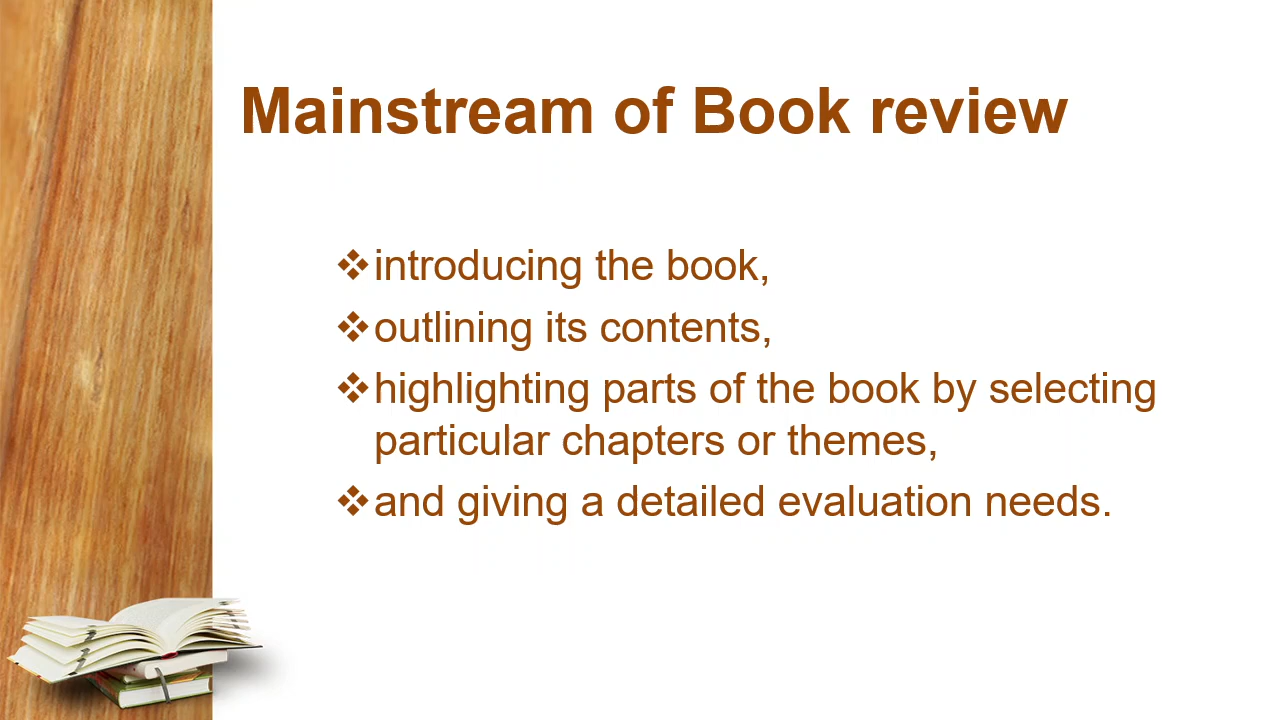 Mainstream of Book review
❖introducing the book,
❖outlining its contents,
❖highlighting parts of the book by selecting
particular chapters or themes,
❖and giving a detailed evaluation needs.